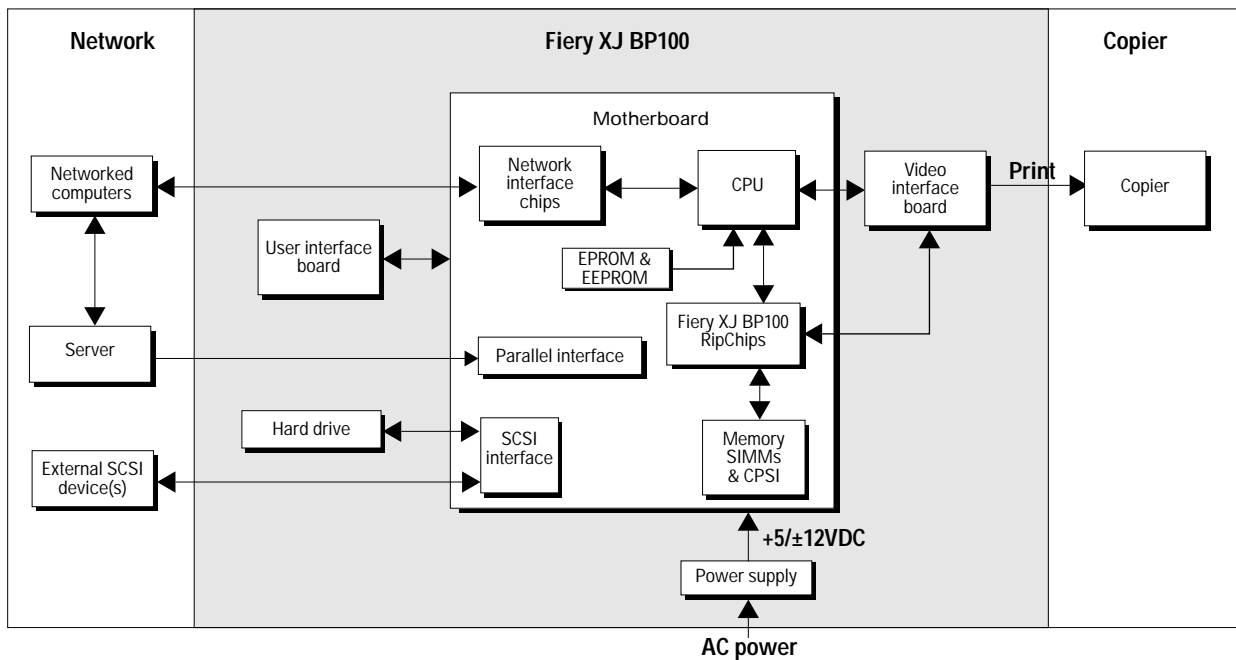 Network
Fiery XJ BP100
Copier
Motherboard
Networked
computers
Network
interface
chips
CPU
Video
interface
board
Print
Copier
User interface
board
EPROM &
EEPROM
Fiery XJ BP100
RipChips
Server
Parallel interface
Hard drive
SCSI
interface
Memory
SIMMs
& CPSI
External SCSI
device(s)
+5/±12VDC
Power supply
AC power